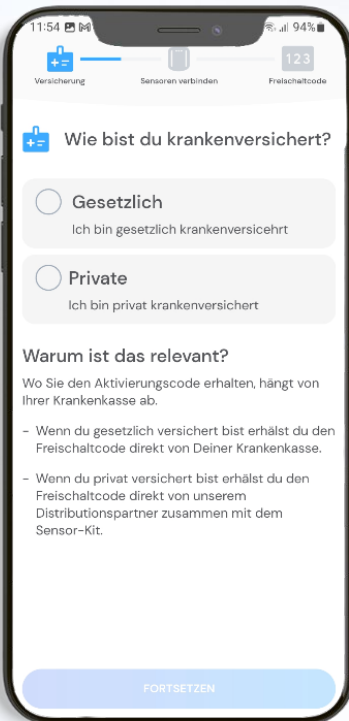 11:54 94%
123
Versicherung Sensoren verbinden Freischaltcode
Wie bist du krankenversichert?
Gesetzlich
Ich bin gesetzlich krankenversicehrt
Private
Ich bin privat krankenversichert
Warum ist das relevant?
Wo Sie den Aktivierungscode erhalten, hängt von
Ihrer Krankenkasse ab.
- Wenn du gesetzlich versichert bist erhälst du den
Freischaltcode direkt von Deiner Krankenkasse.
- Wenn du privat versichert bist erhälst du den
Freischaltcode direkt von unserem
Distributionspartner zusammen mit dem
Sensor-Kit.
FORTSETZEN